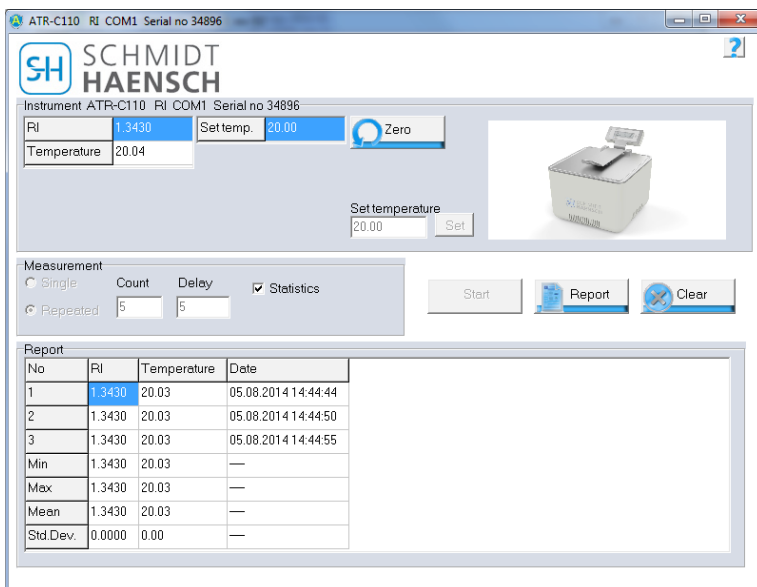 ATR-C110 RI COM1 Serial no 34896
SCHMIDT
HAENSCH
Instrument ATR-C110 RI COM1 Serial no 34896
RI 1.3430 Set temp. 20.00 Zero
Temperature 20.04
Set temperature
20.00 Set
Measurement
Single Count Delay Statistics
Repeated 5 5
Start Report Clear
Report
No RI Temperature Date
1 1.3430 20.03 05.08.2014 14:44:44
2 1.3430 20.03 05.08.2014 14:44:50
3 1.3430 20.03 05.08.2014 14:44:55
Min 1.3430 20.03 —
Max 1.3430 20.03 —
Mean 1.3430 20.03 —
Std.Dev. 0.0000 0.00 —